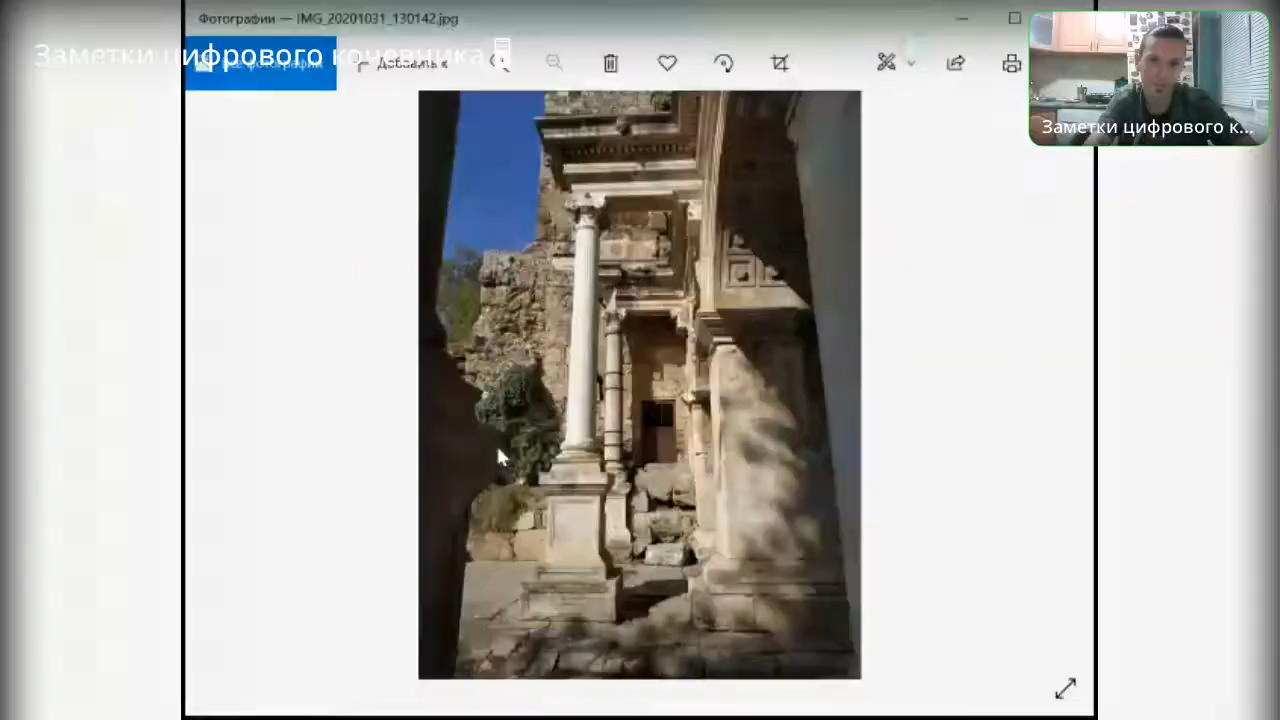 Фотографии — IMG_20201031_130142.jpg
Заметки цифрового кочевника
Добавить в
Заметки цифрового к...